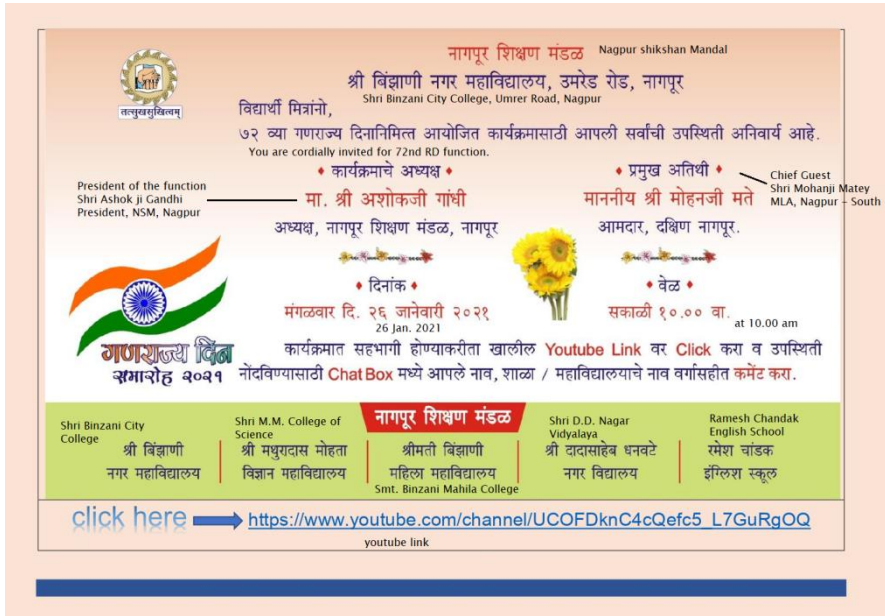 नागपूर शिक्षण मंडळ Nagpur shikshan Mandal
श्री बिंझाणी नगर महाविद्यालय, उमरेड रोड, नागपूर
Shri Binzani City College, Umrer Road, Nagpur
तत्सुखसुखित्वम्
विद्यार्थी मित्रांनो,
७२ व्या गणराज्य दिनानिमित्त आयोजित कार्यक्रमासाठी आपली सर्वांची उपस्थिती अनिवार्य आहे.
You are cordially invited for 72nd RD function.
♦ कार्यक्रमाचे अध्यक्ष ♦
President of the function
Shri Ashok ji Gandhi
President, NSM, Nagpur
मा. श्री अशोकजी गांधी
अध्यक्ष, नागपूर शिक्षण मंडळ, नागपूर
♦ प्रमुख अतिथी ♦
Chief Guest
Shri Mohanji Matey
MLA, Nagpur – South
माननीय श्री मोहनजी मते
आमदार, दक्षिण नागपूर.
♦ दिनांक ♦
मंगळवार दि. २६ जानेवारी २०२१
26 Jan. 2021
♦ वेळ ♦
सकाळी १०.०० वा.
at 10.00 am
गणराज्य दिन
समारोह २०२१
कार्यक्रमात सहभागी होण्याकरीता खालील Youtube Link वर Click करा व उपस्थिती
नोंदविण्यासाठी Chat Box मध्ये आपले नाव, शाळा / महाविद्यालयाचे नाव वर्गासहीत कमेंट करा.
नागपूर शिक्षण मंडळ
Shri Binzani City
College
श्री बिंझाणी
नगर महाविद्यालय
Shri M.M. College of
Science
श्री मथुरादास मोहता
विज्ञान महाविद्यालय
श्रीमती बिंझाणी
महिला महाविद्यालय
Smt. Binzani Mahila College
Shri D.D. Nagar
Vidyalaya
श्री दादासाहेब धनवटे
नगर विद्यालय
Ramesh Chandak
English School
रमेश चांडक
इंग्लिश स्कूल
click here https://www.youtube.com/channel/UCOFDknC4cQefc5_L7GuRgOQ
youtube link